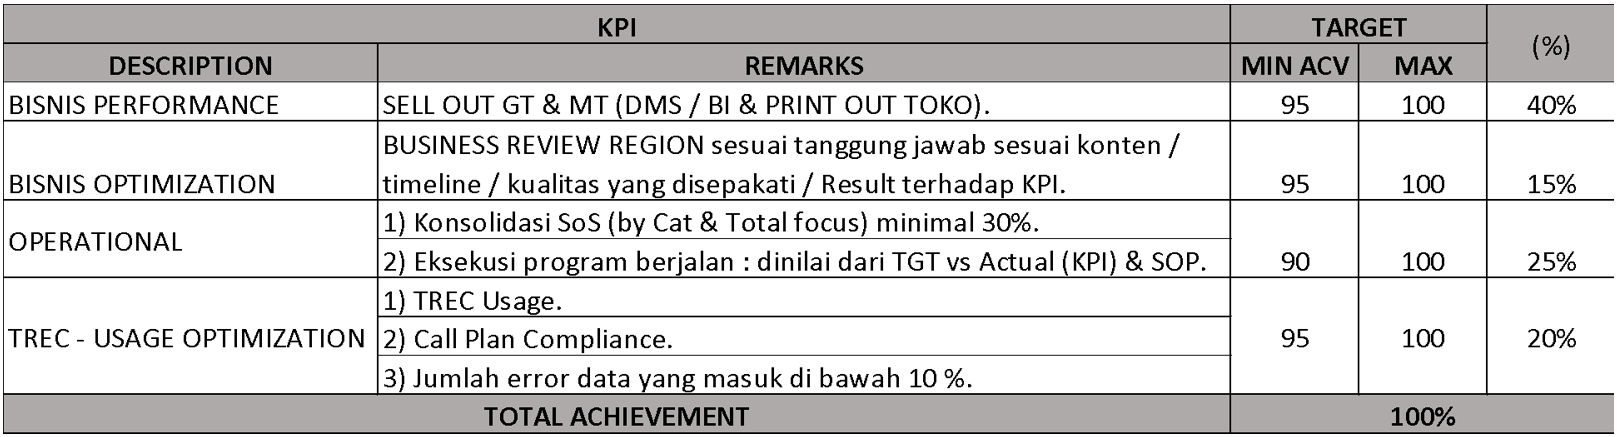 KPI TARGET (%)
DESCRIPTION REMARKS MIN ACV MAX
BISNIS PERFORMANCE SELL OUT GT & MT (DMS / BI & PRINT OUT TOKO). 95 100 40%
BUSINESS REVIEW REGION sesuai tanggung jawab sesuai konten /
BISNIS OPTIMIZATION timeline / kualitas yang disepakati / Result terhadap KPI. 95 100 15%
OPERATIONAL 1) Konsolidasi SoS (by Cat & Total focus) minimal 30%.
2) Eksekusi program berjalan : dinilai dari TGT vs Actual (KPI) & SOP. 90 100 25%
1) TREC Usage.
TREC - USAGE OPTIMIZATION 2) Call Plan Compliance. 95 100 20%
3) Jumlah error data yang masuk di bawah 10 %.
TOTAL ACHIEVEMENT 100%